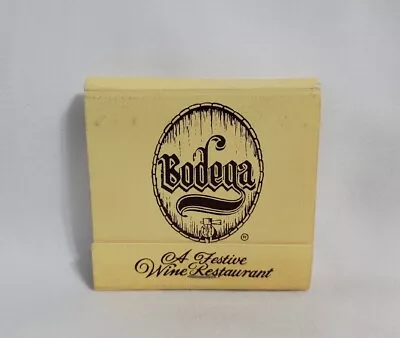 Bodega
®
A Festive
Wine Restaurant